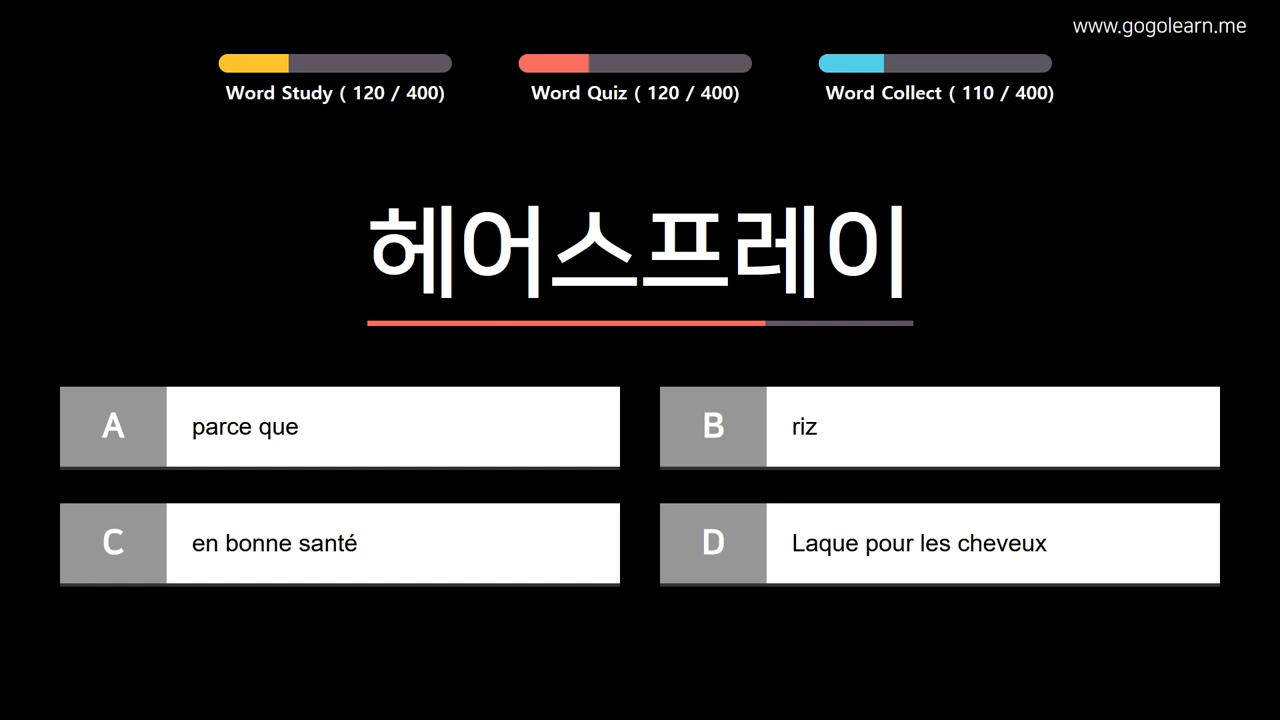 www.gogolearn.me
Word Study ( 120 / 400)
Word Quiz ( 120 / 400)
Word Collect ( 110 / 400)
헤어스프레이
A parce que
B riz
C en bonne santé
D Laque pour les cheveux